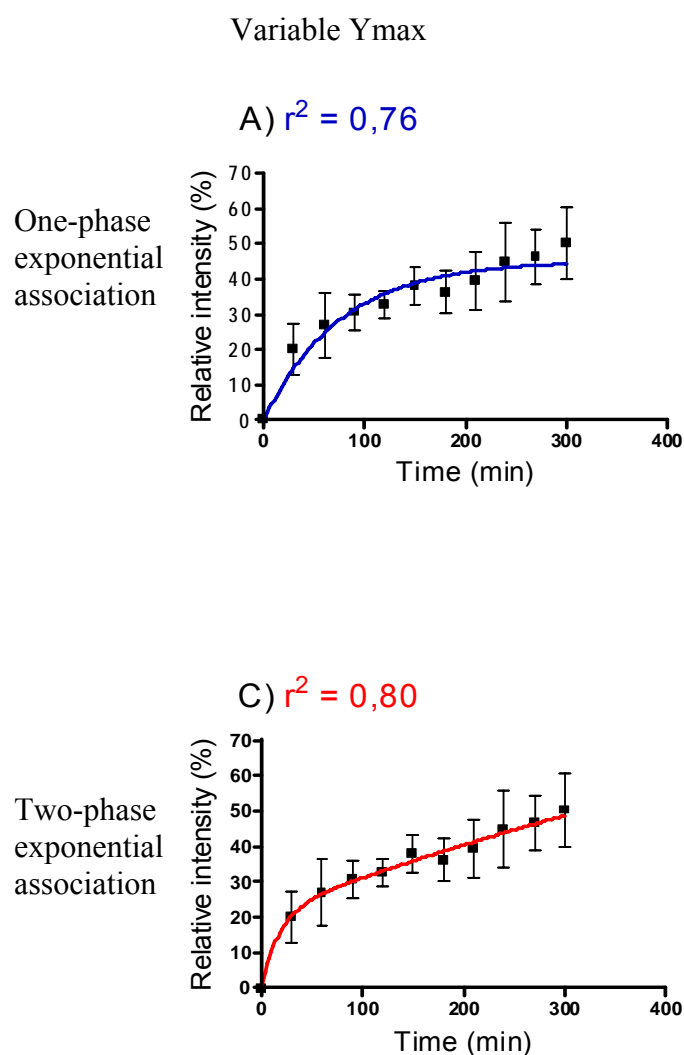 Variable Ymax
A) r² = 0,76
One-phase
exponential
association
Relative intensity (%)
70
60
50
40
30
20
10
0
0 100 200 300 400
Time (min)
C) r² = 0,80
Two-phase
exponential
association
Relative intensity (%)
70
60
50
40
30
20
10
0
0 100 200 300 400
Time (min)